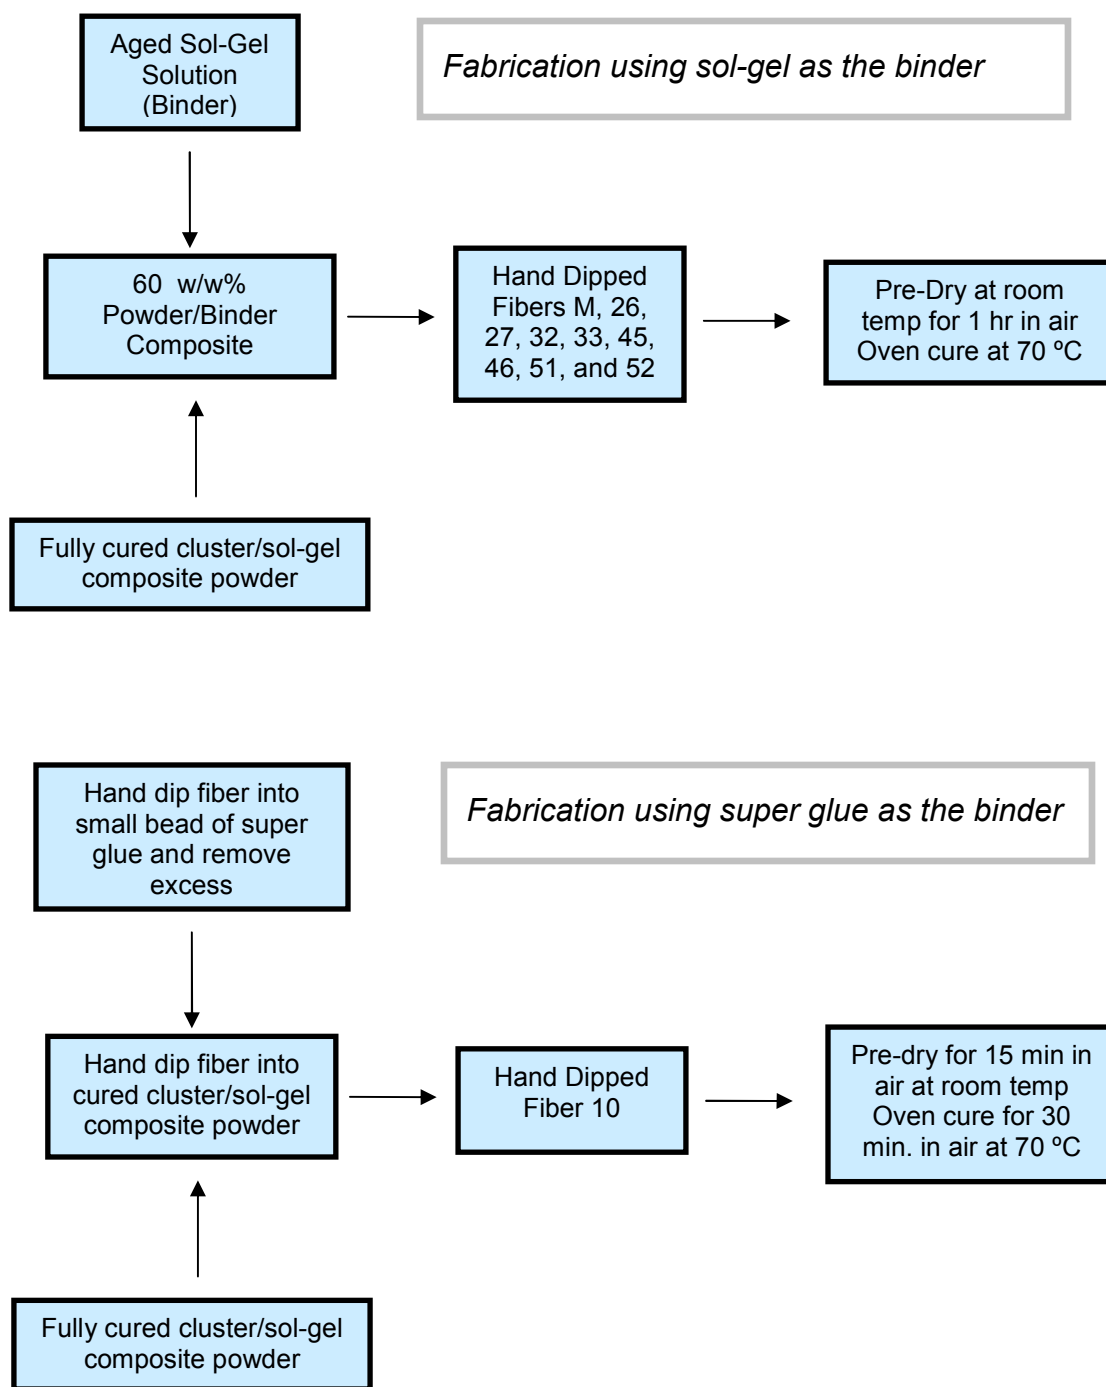 Aged Sol-Gel
Solution
(Binder)
Fabrication using sol-gel as the binder
60 w/w%
Powder/Binder
Composite
Hand Dipped
Fibers M, 26,
27, 32, 33, 45,
46, 51, and 52
Pre-Dry at room
temp for 1 hr in air
Oven cure at 70 ºC
Fully cured cluster/sol-gel
composite powder
Hand dip fiber into
small bead of super
glue and remove
excess
Fabrication using super glue as the binder
Hand dip fiber into
cured cluster/sol-gel
composite powder
Hand Dipped
Fiber 10
Pre-dry for 15 min in
air at room temp
Oven cure for 30
min. in air at 70 ºC
Fully cured cluster/sol-gel
composite powder